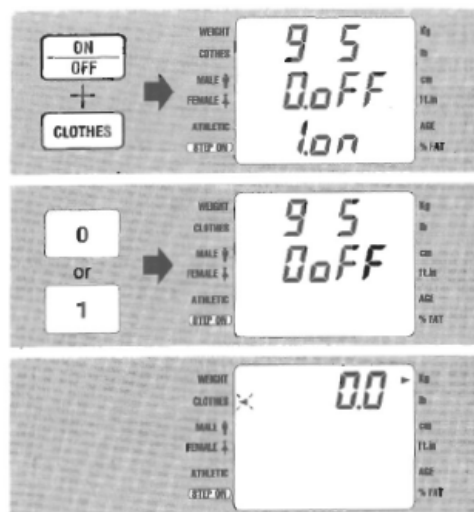 ON
OFF
+
CLOTHES
WEIGHT 9 5 Kg
COTHES lb
MALE 0.oFF cm
FEMALE ft.in
ATHLETIC 1.on AGE
STEP ON % FAT
0
or
1
WEIGHT 9 5 Kg
CLOTHES lb
MALE 0oFF cm
FEMALE ft.in
ATHLETIC AGE
STEP ON % FAT
WEIGHT 0.0 Kg
CLOTHES lb
MALE cm
FEMALE ft.in
ATHLETIC AGE
STEP ON % FAT